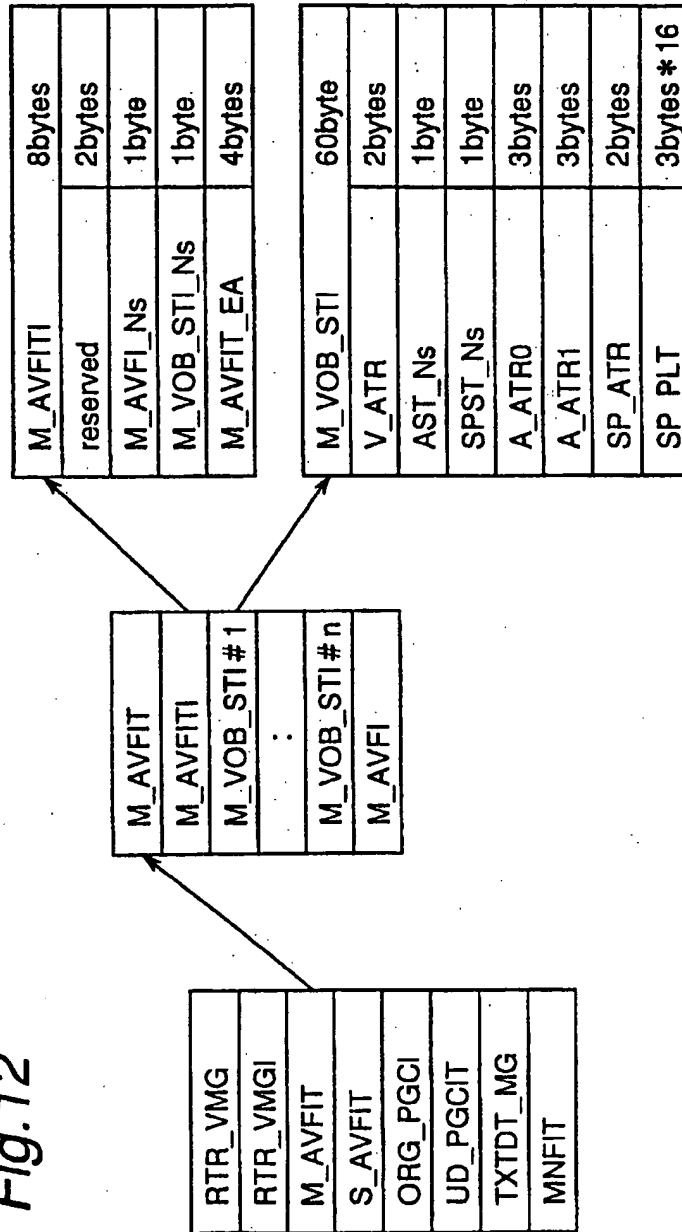 Fig.12
RTR_VMG
RTR_VMGI
M_AVFIT
S_AVFIT
ORG_PGCI
UD_PGCIT
TXTDT_MG
MNFIT
M_AVFIT
M_AVFITI
M_VOB_STI#1
:
M_VOB_STI#n
M_AVFI
M_AVFITI 8bytes
reserved 2bytes
M_AVFI_Ns 1byte
M_VOB_STI_Ns 1byte
M_AVFIT_EA 4bytes
M_VOB_STI 60byte
V_ATR 2bytes
AST_Ns 1byte
SPST_Ns 1byte
A_ATR0 3bytes
A_ATR1 3bytes
SP_ATR 2bytes
SP_PLT 3bytes*16